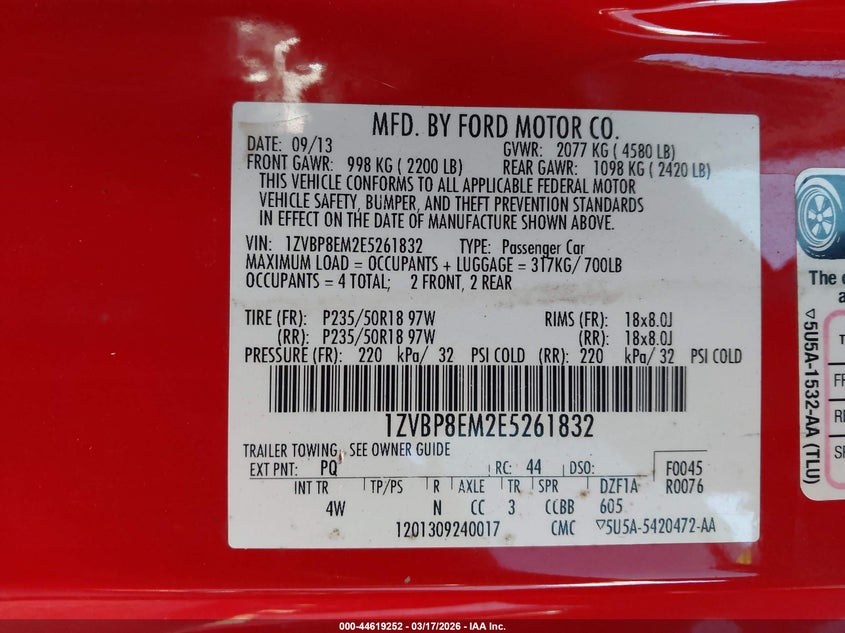 MFD. BY FORD MOTOR CO.
DATE: 09/13 GVWR: 2077 KG ( 4580 LB)
FRONT GAWR: 998 KG ( 2200 LB) REAR GAWR: 1098 KG ( 2420 LB)
THIS VEHICLE CONFORMS TO ALL APPLICABLE FEDERAL MOTOR
VEHICLE SAFETY, BUMPER, AND THEFT PREVENTION STANDARDS
IN EFFECT ON THE DATE OF MANUFACTURE SHOWN ABOVE.
VIN: 1ZVBP8EM2E5261832 TYPE: Passenger Car
MAXIMUM LOAD = OCCUPANTS + LUGGAGE = 317KG/ 700LB
OCCUPANTS = 4 TOTAL; 2 FRONT, 2 REAR
TIRE (FR): P235/50R18 97W RIMS (FR): 18x8.0J
(RR): P235/50R18 97W (RR): 18x8.0J
PRESSURE (FR): 220 kPa/ 32 PSI COLD (RR): 220 kPa/ 32 PSI COLD
1ZVBP8EM2E5261832
TRAILER TOWING, SEE OWNER GUIDE
EXT PNT: PQ RC: 44 DSO: F0045
INT TR TP/PS R AXLE TR SPR DZF1A R0076
4W N CC 3 CCBB 605
1201309240017 CMC ▽5U5A-5420472-AA
The
a
▽5U5A-1532-AA (TLU)
T
FR
RE
SP
000-44619252 - 03/17/2026 - IAA Inc.